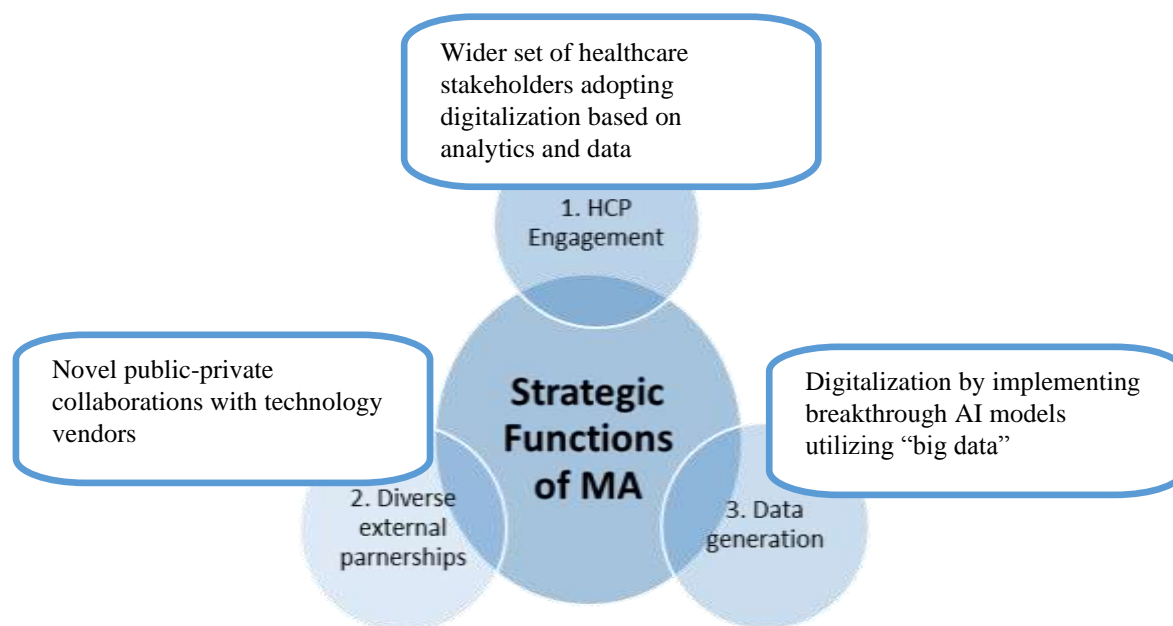 Wider set of healthcare
stakeholders adopting
digitalization based on
analytics and data
1. HCP
Engagement
Novel public-private
collaborations with technology
vendors
Strategic
Functions
of MA
Digitalization by implementing
breakthrough AI models
utilizing “big data”
2. Diverse
external
parnerships
3. Data
generation